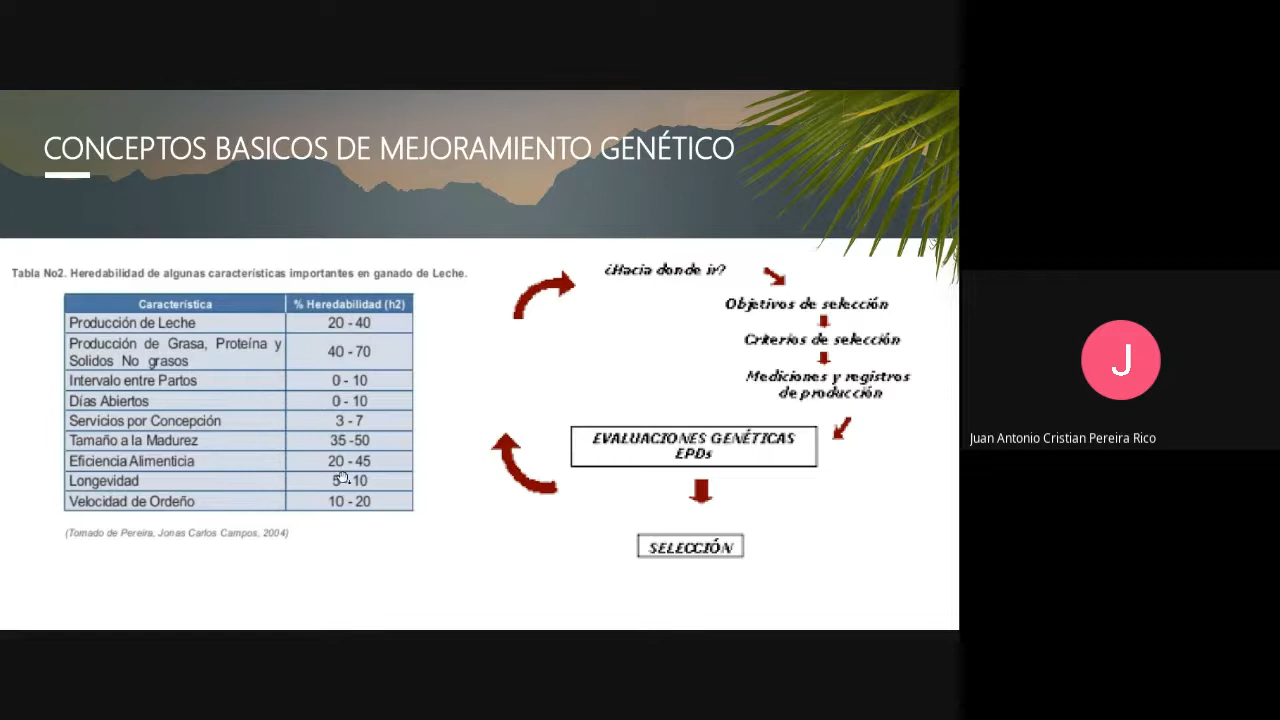 CONCEPTOS BASICOS DE MEJORAMIENTO GENÉTICO
Tabla No2. Heredabilidad de algunas características importantes en ganado de Leche.
Característica % Heredabilidad (h2)
Producción de Leche 20 - 40
Producción de Grasa, Proteína y
Solidos No grasos 40 - 70
Intervalo entre Partos 0 - 10
Días Abiertos 0 - 10
Servicios por Concepción 3 - 7
Tamaño a la Madurez 35 -50
Eficiencia Alimenticia 20 - 45
Longevidad 5 - 10
Velocidad de Ordeño 10 - 20
(Tomado de Pereira, Jonas Carlos Campos, 2004)
¿Hacia donde ir?
Objetivos de selección
Criterios de selección
Mediciones y registros
de producción
EVALUACIONES GENÉTICAS
EPDs
SELECCIÓN
J
Juan Antonio Cristian Pereira Rico